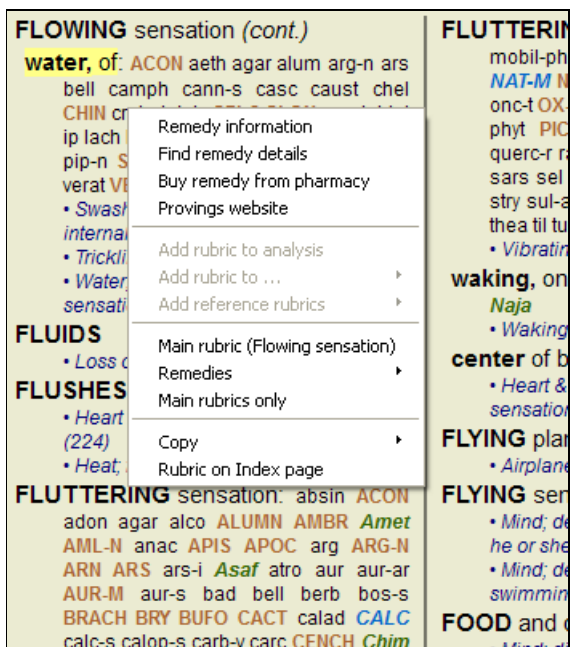 FLOWING sensation (cont.)
water, of: ACON aeth agar alum arg-n ars
bell camph cann-s casc caust chel
CHIN
ip lach
pip-n
verat
• Swash
interna
• Trickli
• Water
sensati
FLUIDS
• Loss
FLUSHES
• Heart
(224)
• Heat;
FLUTTERING sensation: absin ACON
adon agar alco ALUMN AMBR Amet
AML-N anac APIS APOC arg ARG-N
ARN ARS ars-i Asaf atro aur aur-ar
AUR-M aur-s bad bell berb bos-s
BRACH BRY BUFO CACT calad CALC
calc-s calop-s carb-v carc CENCH Chim
Remedy information
Find remedy details
Buy remedy from pharmacy
Provings website
Add rubric to analysis
Add rubric to ...
Add reference rubrics
Main rubric (Flowing sensation)
Remedies
Main rubrics only
Copy
Rubric on Index page
FLUTTERIN
mobil-ph
NAT-M N
onc-t OX-
phyt PIC
querc-r ra
sars sel
stry sul-a
thea til tu
• Vibratin
waking, on
Naja
• Waking
center of b
• Heart &
sensation
FLYING plan
• Airplane
FLYING sen
• Mind; de
he or she
• Mind; de
swimmin
FOOD and d